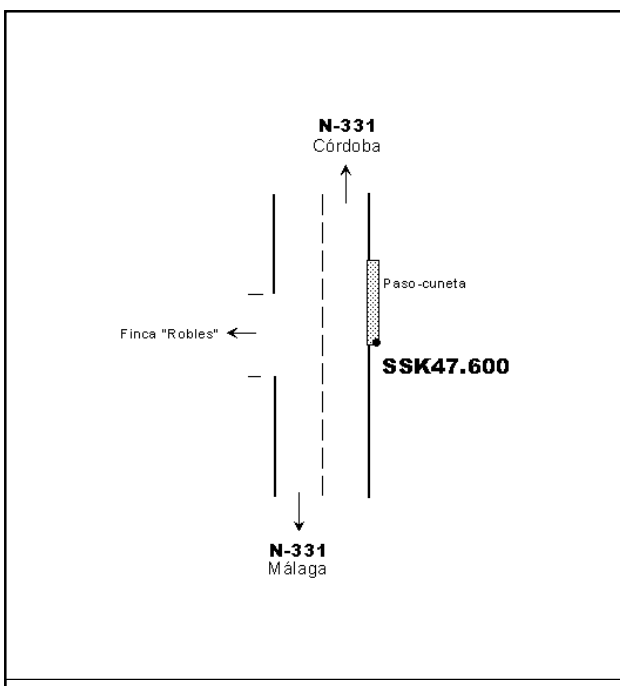 N-331
Córdoba
Paso-cuneta
Finca "Robles"
SSK47.600
N-331
Málaga